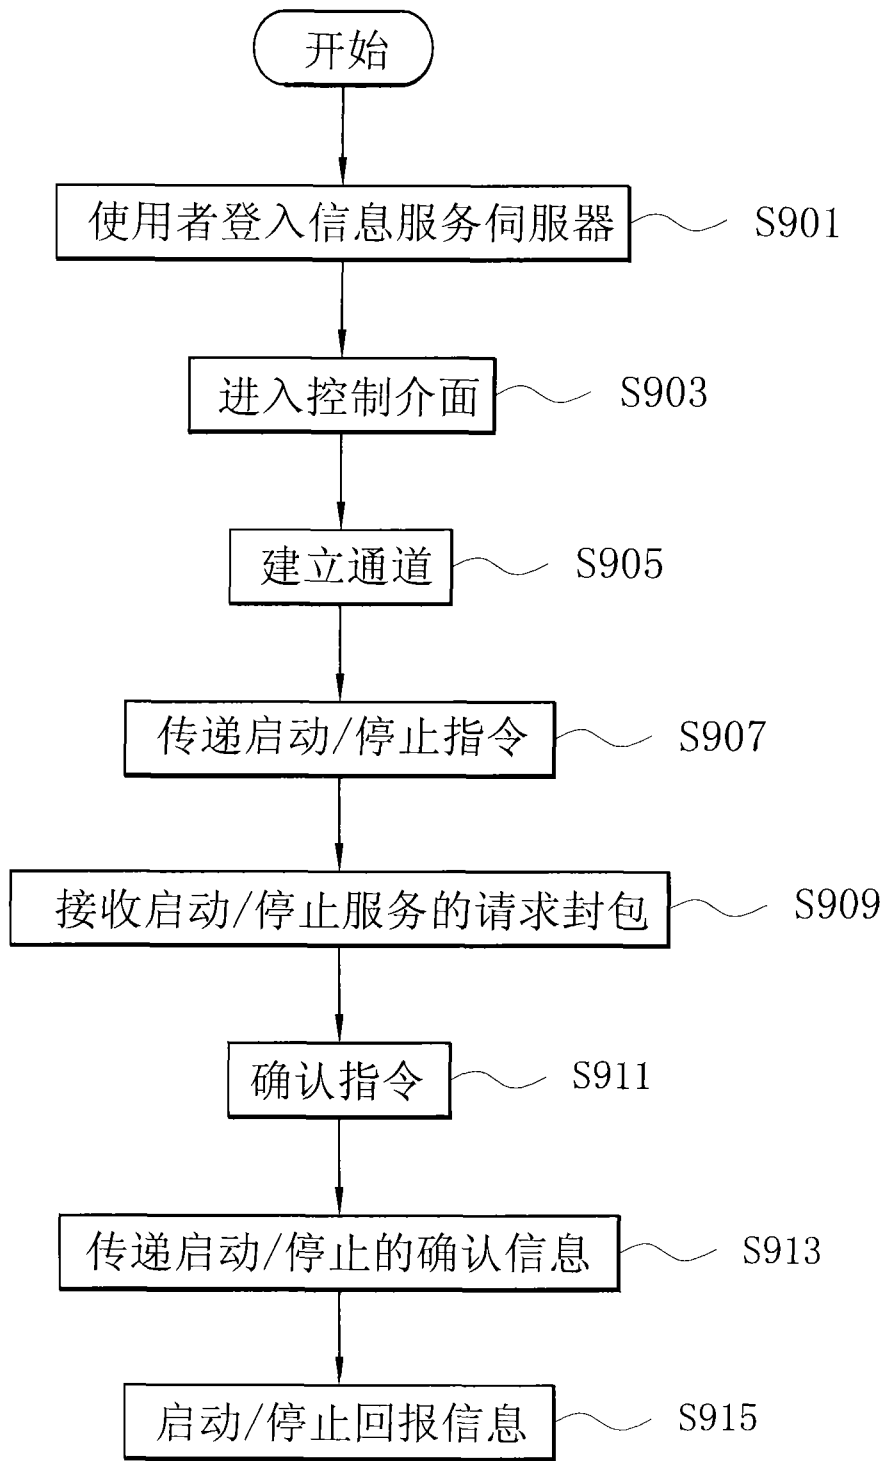 开始
使用者登入信息服务伺服器 S901
进入控制介面 S903
建立通道 S905
传递启动/停止指令 S907
接收启动/停止服务的请求封包 S909
确认指令 S911
传递启动/停止的确认信息 S913
启动/停止回报信息 S915